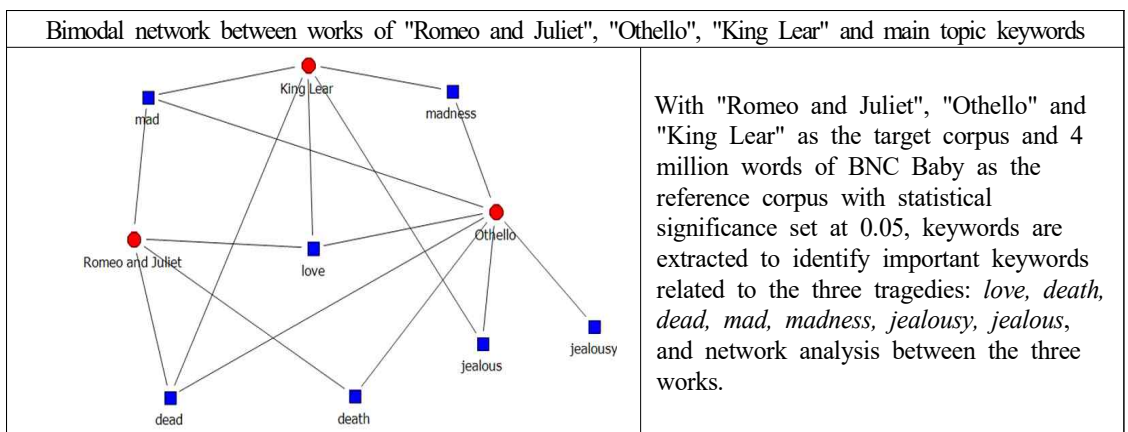 Bimodal network between works of "Romeo and Juliet", "Othello", "King Lear" and main topic keywords
King Lear
mad
madness
Othello
Romeo and Juliet
love
jealousy
jealous
dead
death
With "Romeo and Juliet", "Othello" and
"King Lear" as the target corpus and 4
million words of BNC Baby as the
reference corpus with statistical
significance set at 0.05, keywords are
extracted to identify important keywords
related to the three tragedies: love, death,
dead, mad, madness, jealousy, jealous,
and network analysis between the three
works.